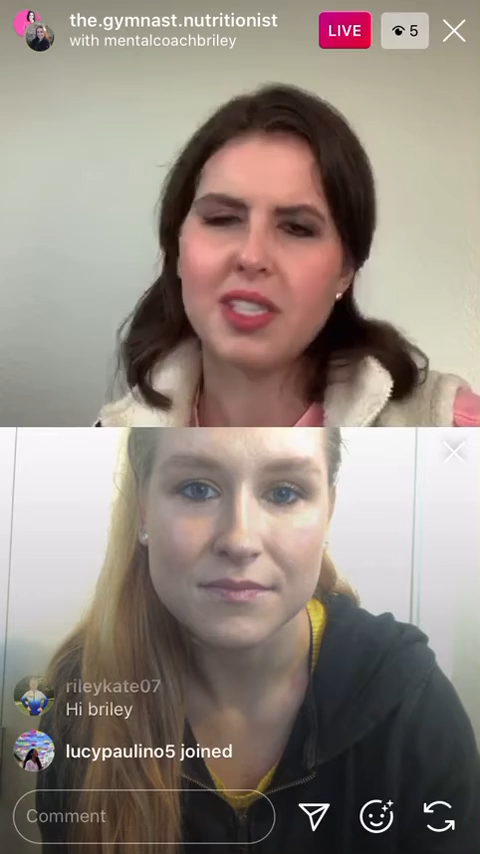 the.gymnast.nutritionist
with mentalcoachbriley
LIVE
5
rileykate07
Hi briley
lucypaulino5 joined
Comment